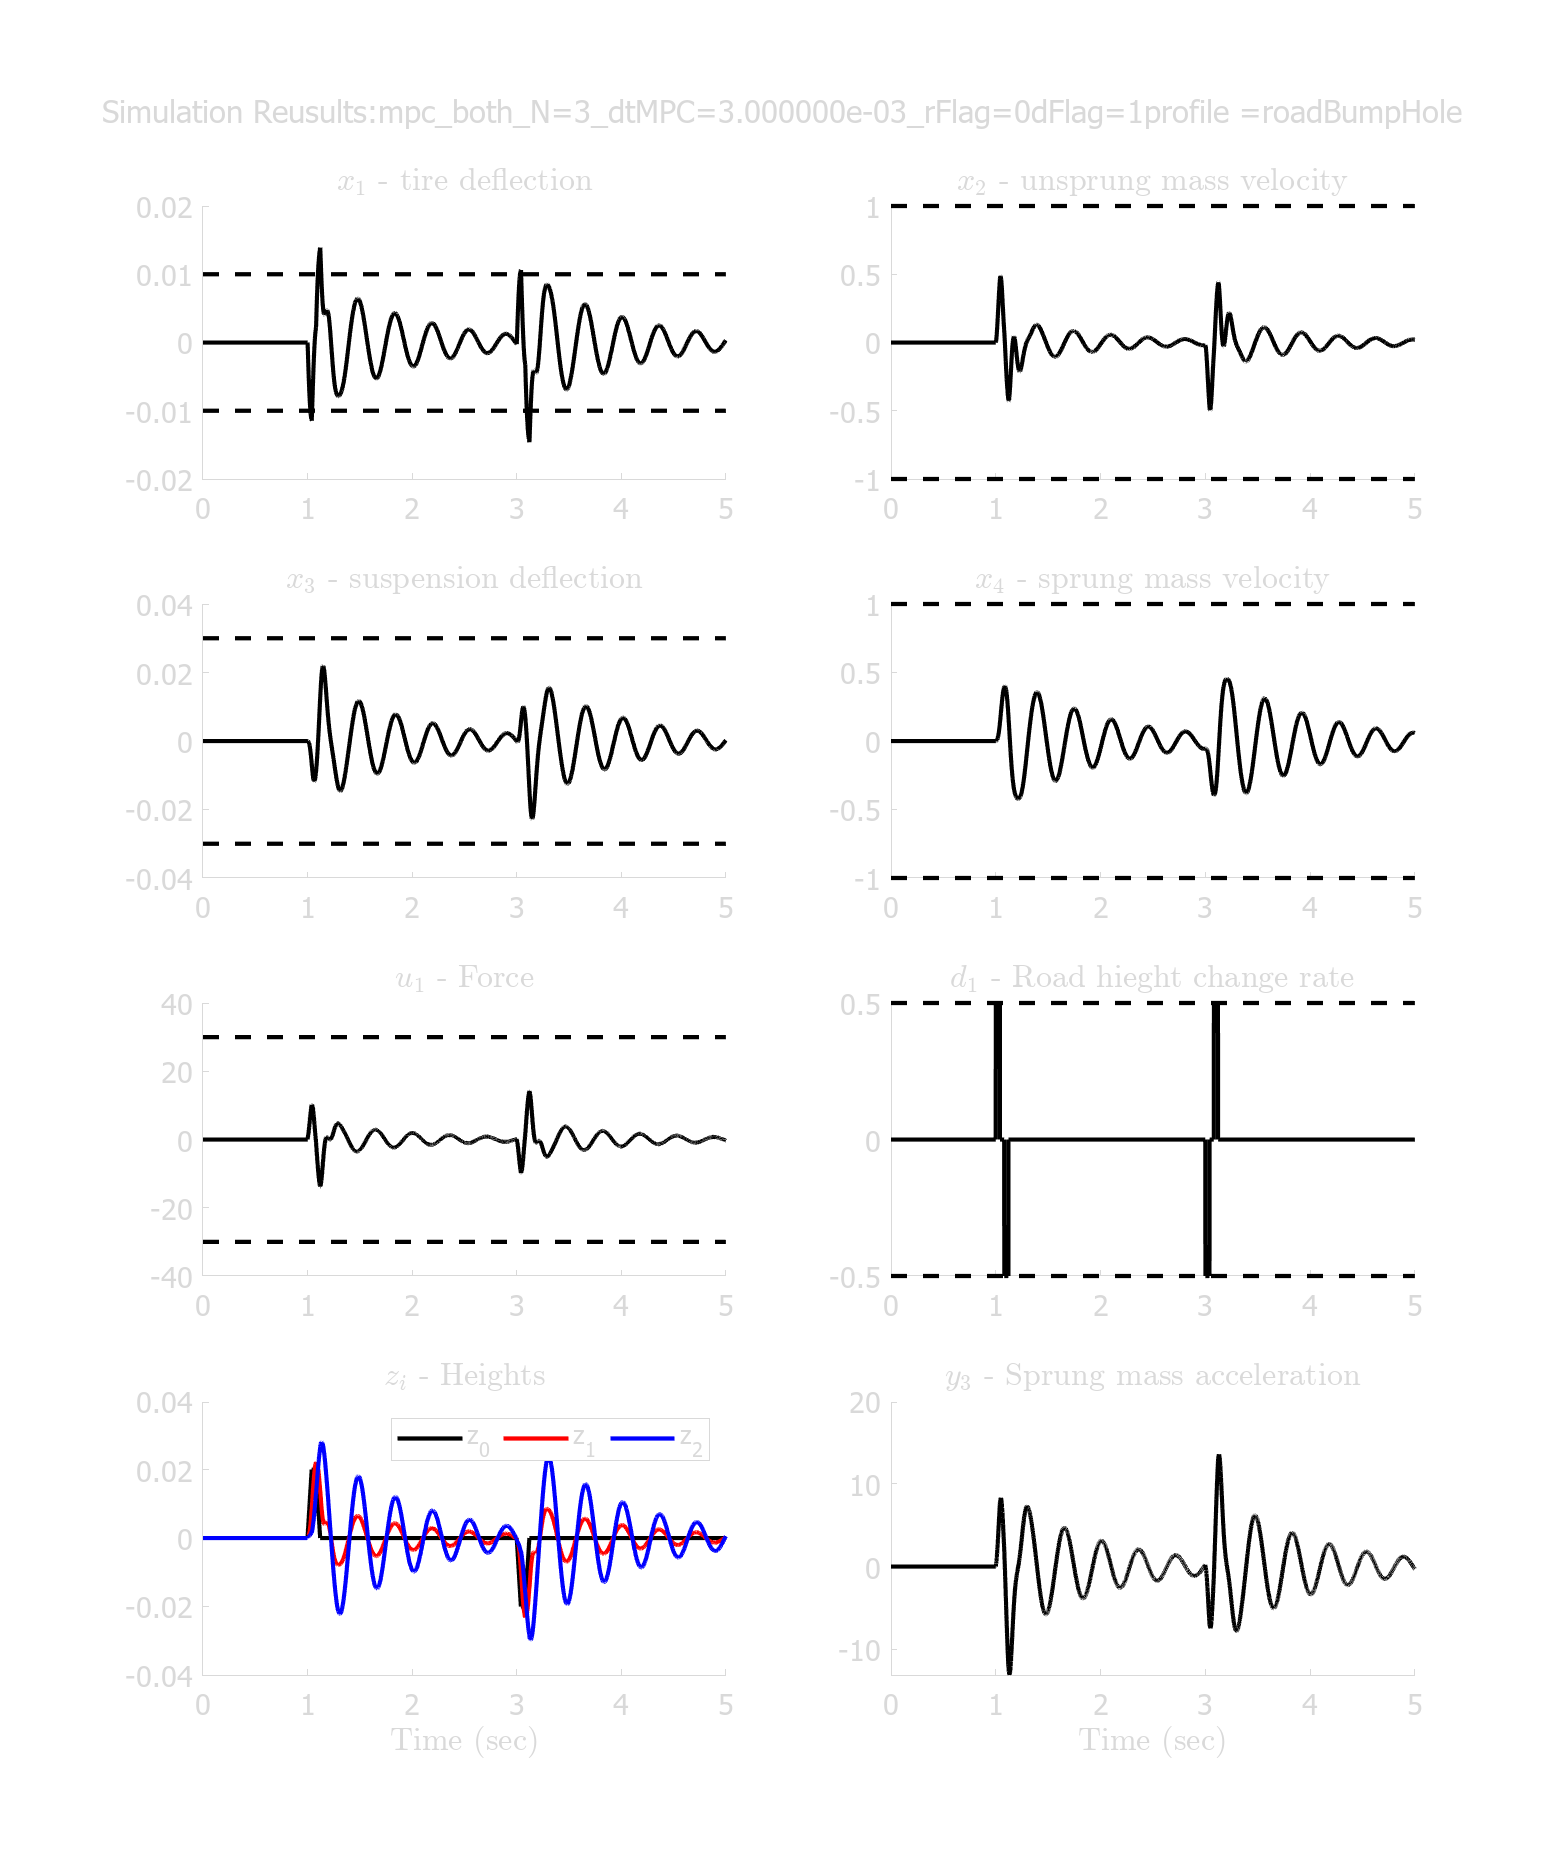 Simulation Reusults:mpc_both_N=3_dtMPC=3.000000e-03_rFlag=0dFlag=1profile =roadBumpHole
x₁ - tire deflection
0.02
0.01
0
-0.01
-0.02
0 1 2 3 4 5
x₂ - unsprung mass velocity
1
0.5
0
-0.5
-1
0 1 2 3 4 5
x₃ - suspension deflection
0.04
0.02
0
-0.02
-0.04
0 1 2 3 4 5
x₄ - sprung mass velocity
1
0.5
0
-0.5
-1
0 1 2 3 4 5
u₁ - Force
40
20
0
-20
-40
0 1 2 3 4 5
d₁ - Road hieght change rate
0.5
0
-0.5
0 1 2 3 4 5
zᵢ - Heights
z₀ z₁ z₂
0.04
0.02
0
-0.02
-0.04
0 1 2 3 4 5
Time (sec)
y₃ - Sprung mass acceleration
20
10
0
-10
0 1 2 3 4 5
Time (sec)